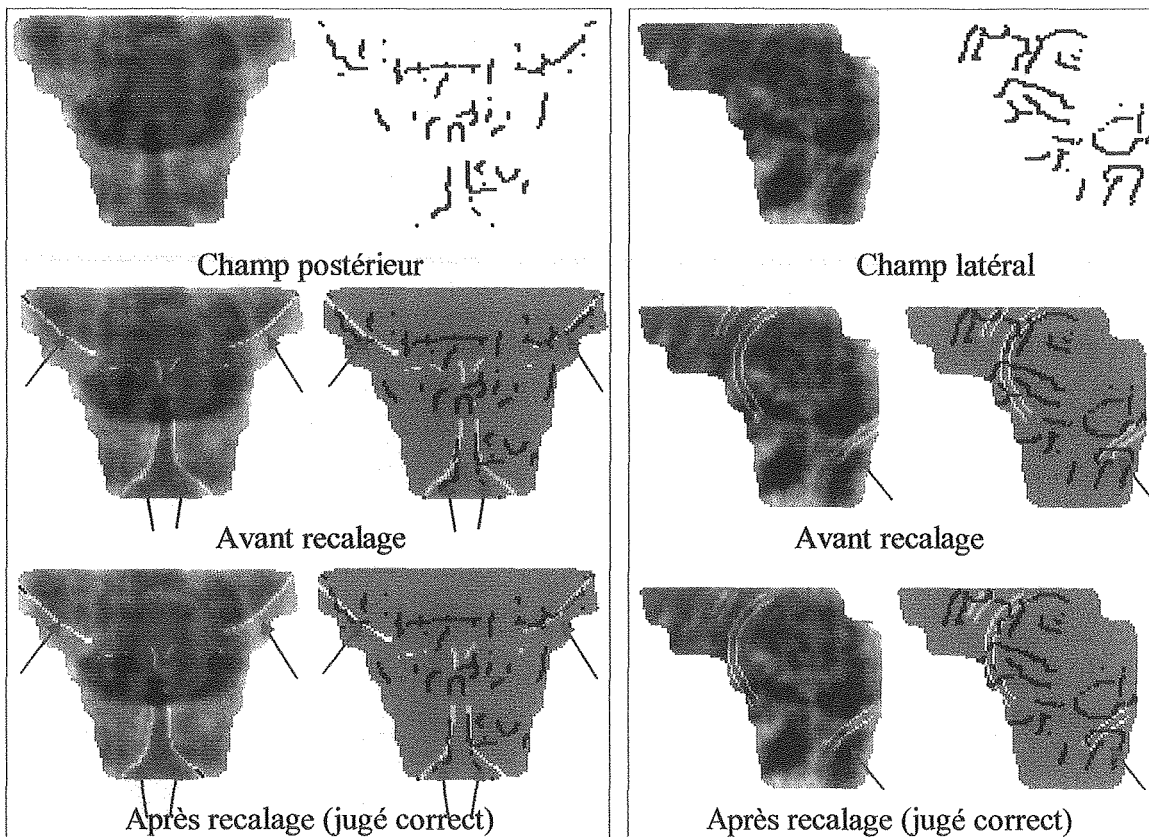 Champ postérieur
Avant recalage
Après recalage (jugé correct)
Champ latéral
Avant recalage
Après recalage (jugé correct)